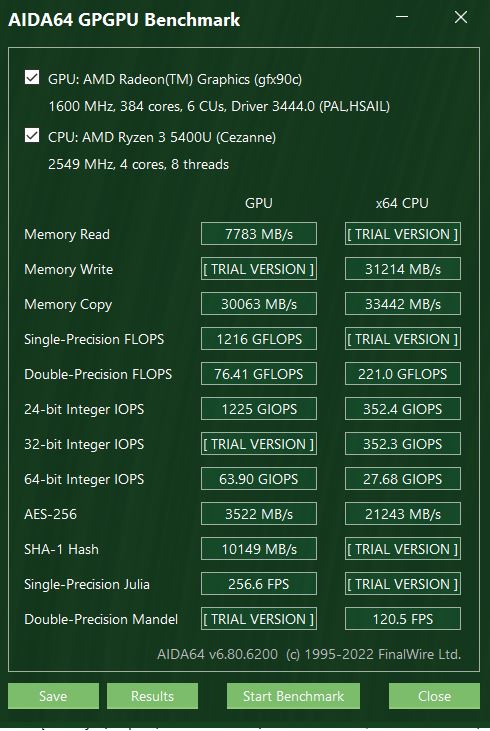 AIDA64 GPGPU Benchmark
GPU: AMD Radeon(TM) Graphics (gfx90c)
1600 MHz, 384 cores, 6 CUs, Driver 3444.0 (PAL,HSAIL)
CPU: AMD Ryzen 3 5400U (Cezanne)
2549 MHz, 4 cores, 8 threads
GPU x64 CPU
Memory Read 7783 MB/s [ TRIAL VERSION ]
Memory Write [ TRIAL VERSION ] 31214 MB/s
Memory Copy 30063 MB/s 33442 MB/s
Single-Precision FLOPS 1216 GFLOPS [ TRIAL VERSION ]
Double-Precision FLOPS 76.41 GFLOPS 221.0 GFLOPS
24-bit Integer IOPS 1225 GIOPS 352.4 GIOPS
32-bit Integer IOPS [ TRIAL VERSION ] 352.3 GIOPS
64-bit Integer IOPS 63.90 GIOPS 27.68 GIOPS
AES-256 3522 MB/s 21243 MB/s
SHA-1 Hash 10149 MB/s [ TRIAL VERSION ]
Single-Precision Julia 256.6 FPS [ TRIAL VERSION ]
Double-Precision Mandel [ TRIAL VERSION ] 120.5 FPS
AIDA64 v6.80.6200 (c) 1995-2022 FinalWire Ltd.
Save Results Start Benchmark Close